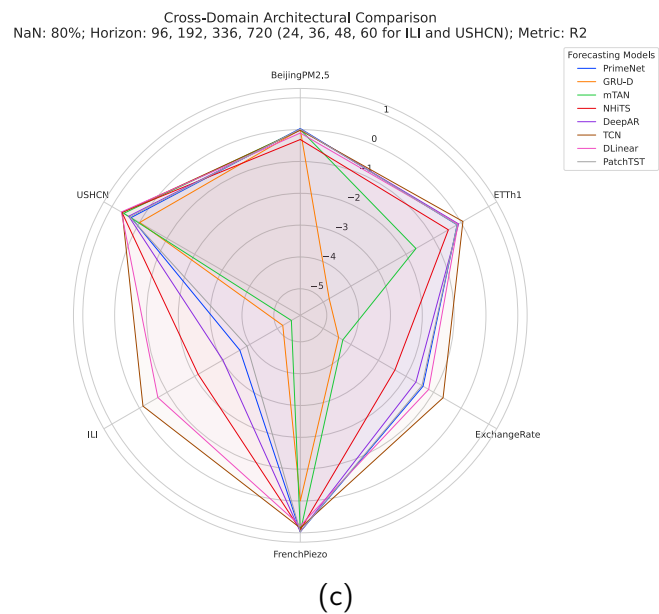 Cross-Domain Architectural Comparison
NaN: 80%; Horizon: 96, 192, 336, 720 (24, 36, 48, 60 for ILI and USHCN); Metric: R2
Forecasting Models
PrimeNet
GRU-D
mTAN
NHiTS
DeepAR
TCN
DLinear
PatchTST
BeijingPM2,5
1
0
−1
−2
−3
−4
−5
USHCN
ETTh1
ILI
ExchangeRate
FrenchPiezo
(c)